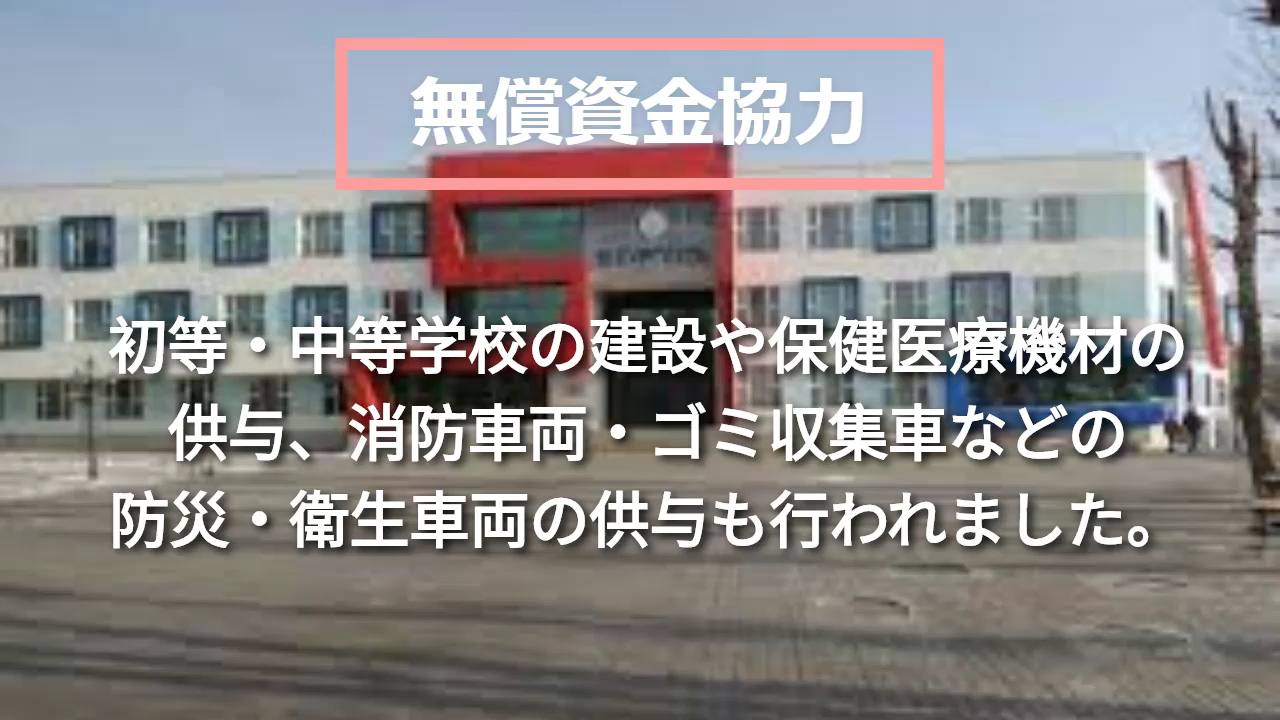 無償資金協力
初等・中等学校の建設や保健医療機材の
供与、消防車両・ゴミ収集車などの
防災・衛生車両の供与も行われました。